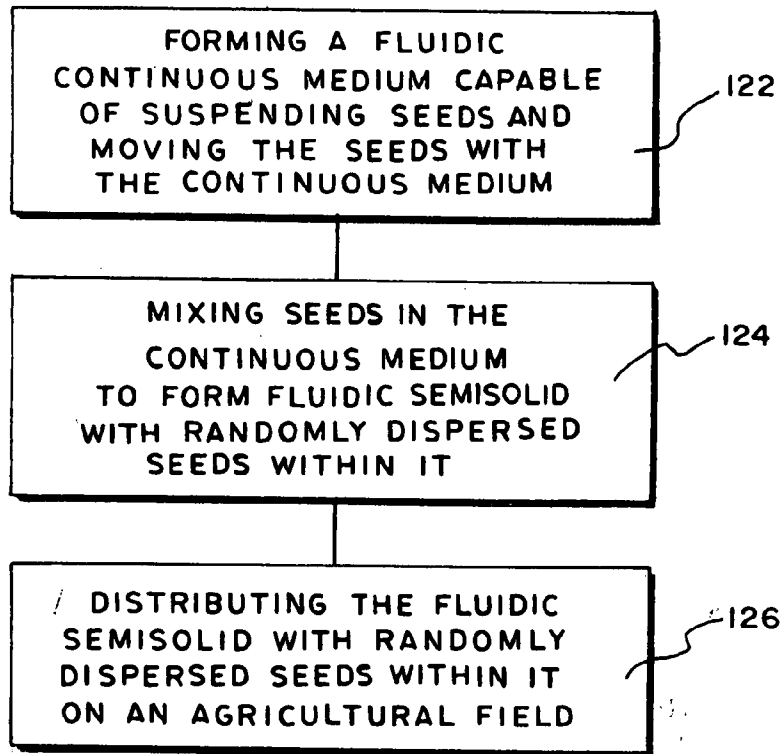 FORMING A FLUIDIC
CONTINUOUS MEDIUM CAPABLE
OF SUSPENDING SEEDS AND
MOVING THE SEEDS WITH
THE CONTINUOUS MEDIUM
122
MIXING SEEDS IN THE
CONTINUOUS MEDIUM
TO FORM FLUIDIC SEMISOLID
WITH RANDOMLY DISPERSED
SEEDS WITHIN IT
124
DISTRIBUTING THE FLUIDIC
SEMISOLID WITH RANDOMLY
DISPERSED SEEDS WITHIN IT
ON AN AGRICULTURAL FIELD
126